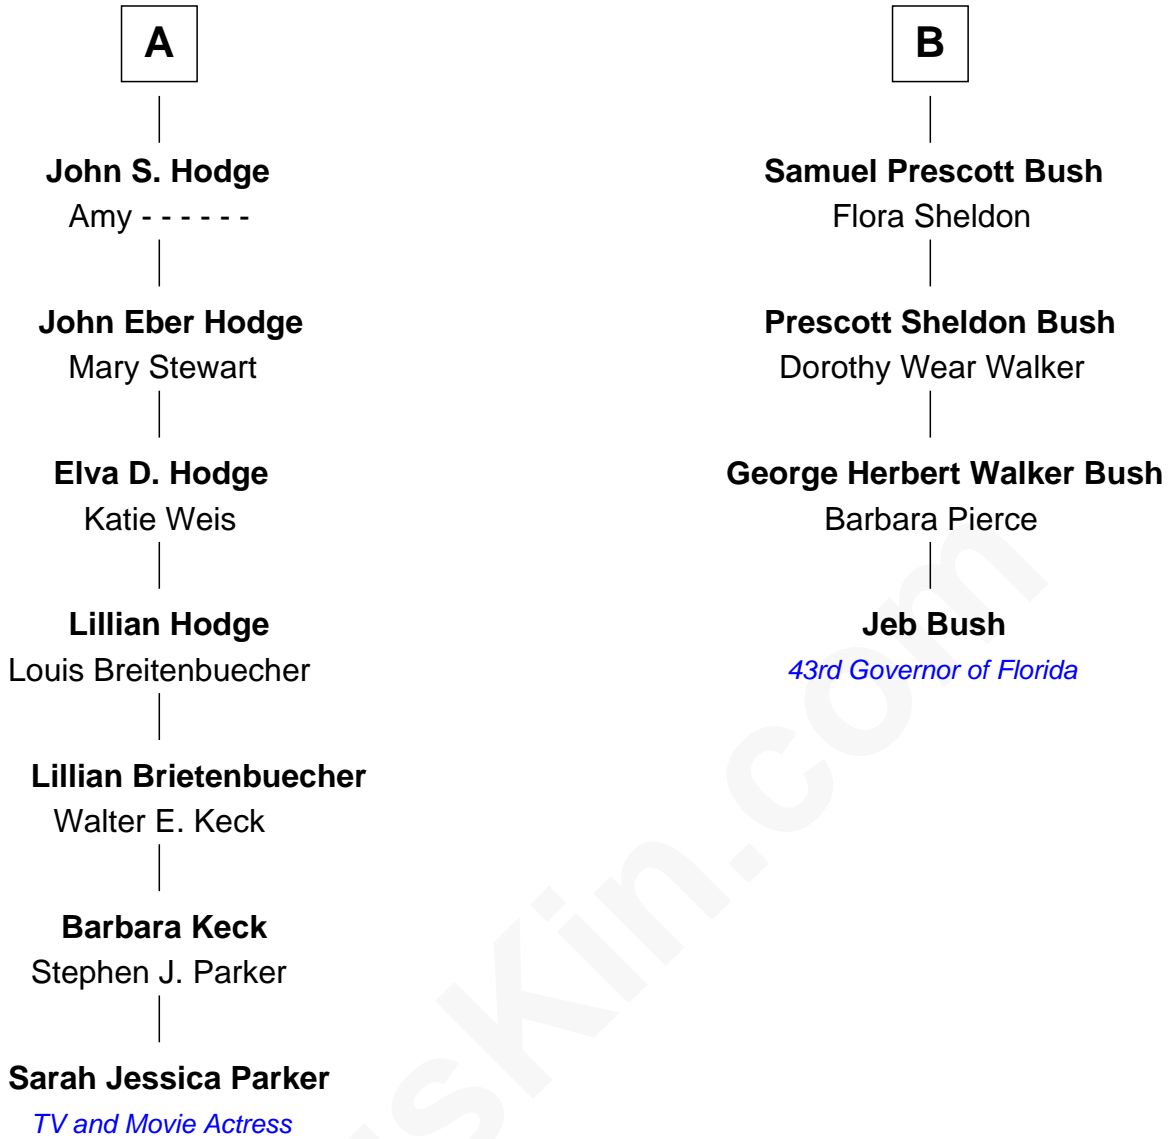 A
John S. Hodge
Amy - - - - - -
John Eber Hodge
Mary Stewart
Elva D. Hodge
Katie Weis
Lillian Hodge
Louis Breitenbuecher
Lillian Brietenbuecher
Walter E. Keck
Barbara Keck
Stephen J. Parker
Sarah Jessica Parker
TV and Movie Actress
B
Samuel Prescott Bush
Flora Sheldon
Prescott Sheldon Bush
Dorothy Wear Walker
George Herbert Walker Bush
Barbara Pierce
Jeb Bush
43rd Governor of Florida